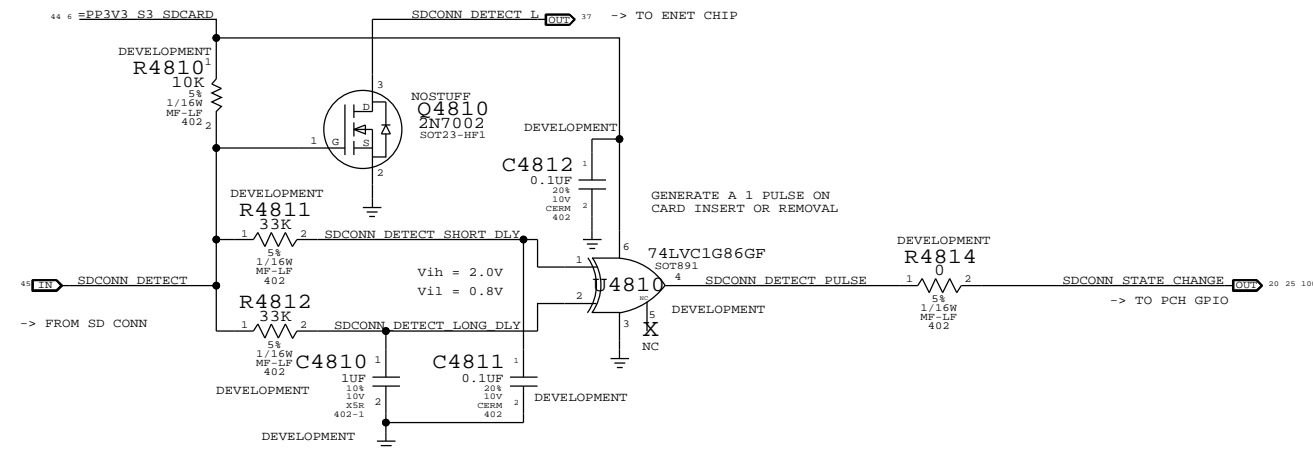 44 6 =PP3V3_S3_SDCARD
SDCONN_DETECT_L OUT 37 -> TO ENET CHIP
DEVELOPMENT
R4810 1
10K
5%
1/16W
MF-LF
402 2
3
D
1 G S
2
NOSTUFF
Q4810
2N7002
SOT23-HF1
DEVELOPMENT
C4812 1
0.1UF
20%
10V
CERM
402
2
GENERATE A 1 PULSE ON
CARD INSERT OR REMOVAL
DEVELOPMENT
R4811
33K
1 2 SDCONN_DETECT_SHORT_DLY
5%
1/16W
MF-LF
402
Vih = 2.0V
Vil = 0.8V
6
74LVC1G86GF
SOT891
1
U4810
2
NC
4 SDCONN_DETECT_PULSE
DEVELOPMENT
3
5
X
NC
DEVELOPMENT
R4814
0
1 2
5%
1/16W
MF-LF
402
SDCONN_STATE_CHANGE OUT 20 25 10
-> TO PCH GPIO
45 IN SDCONN_DETECT
-> FROM SD CONN
R4812
33K
1 2 SDCONN_DETECT_LONG_DLY
5%
1/16W
MF-LF
402
C4810 1
1UF
10%
10V
X5R
402-1
2
DEVELOPMENT
C4811 1
0.1UF
20%
10V
CERM
402
2
DEVELOPMENT
DEVELOPMENT